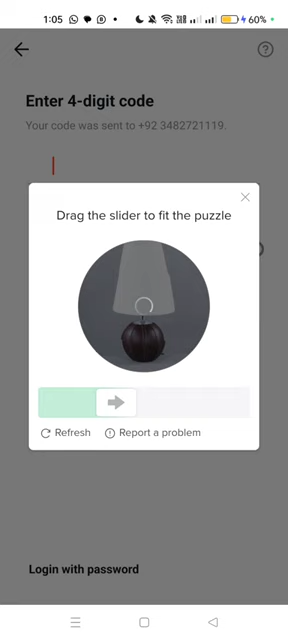 1:05 60%
Enter 4-digit code
Your code was sent to +92 3482721119.
Drag the slider to fit the puzzle
Refresh Report a problem
Login with password